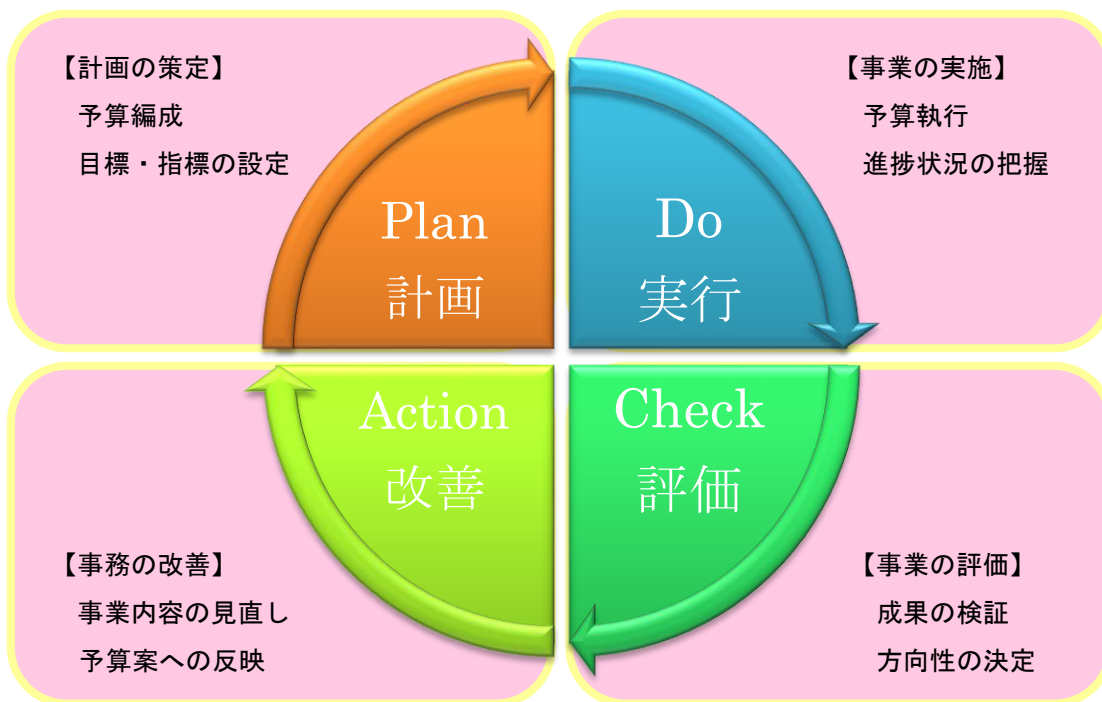 【計画の策定】
予算編成
目標・指標の設定
Plan
計画
【事業の実施】
予算執行
進捗状況の把握
Do
実行
Action
改善
【事務の改善】
事業内容の見直し
予算案への反映
Check
評価
【事業の評価】
成果の検証
方向性の決定